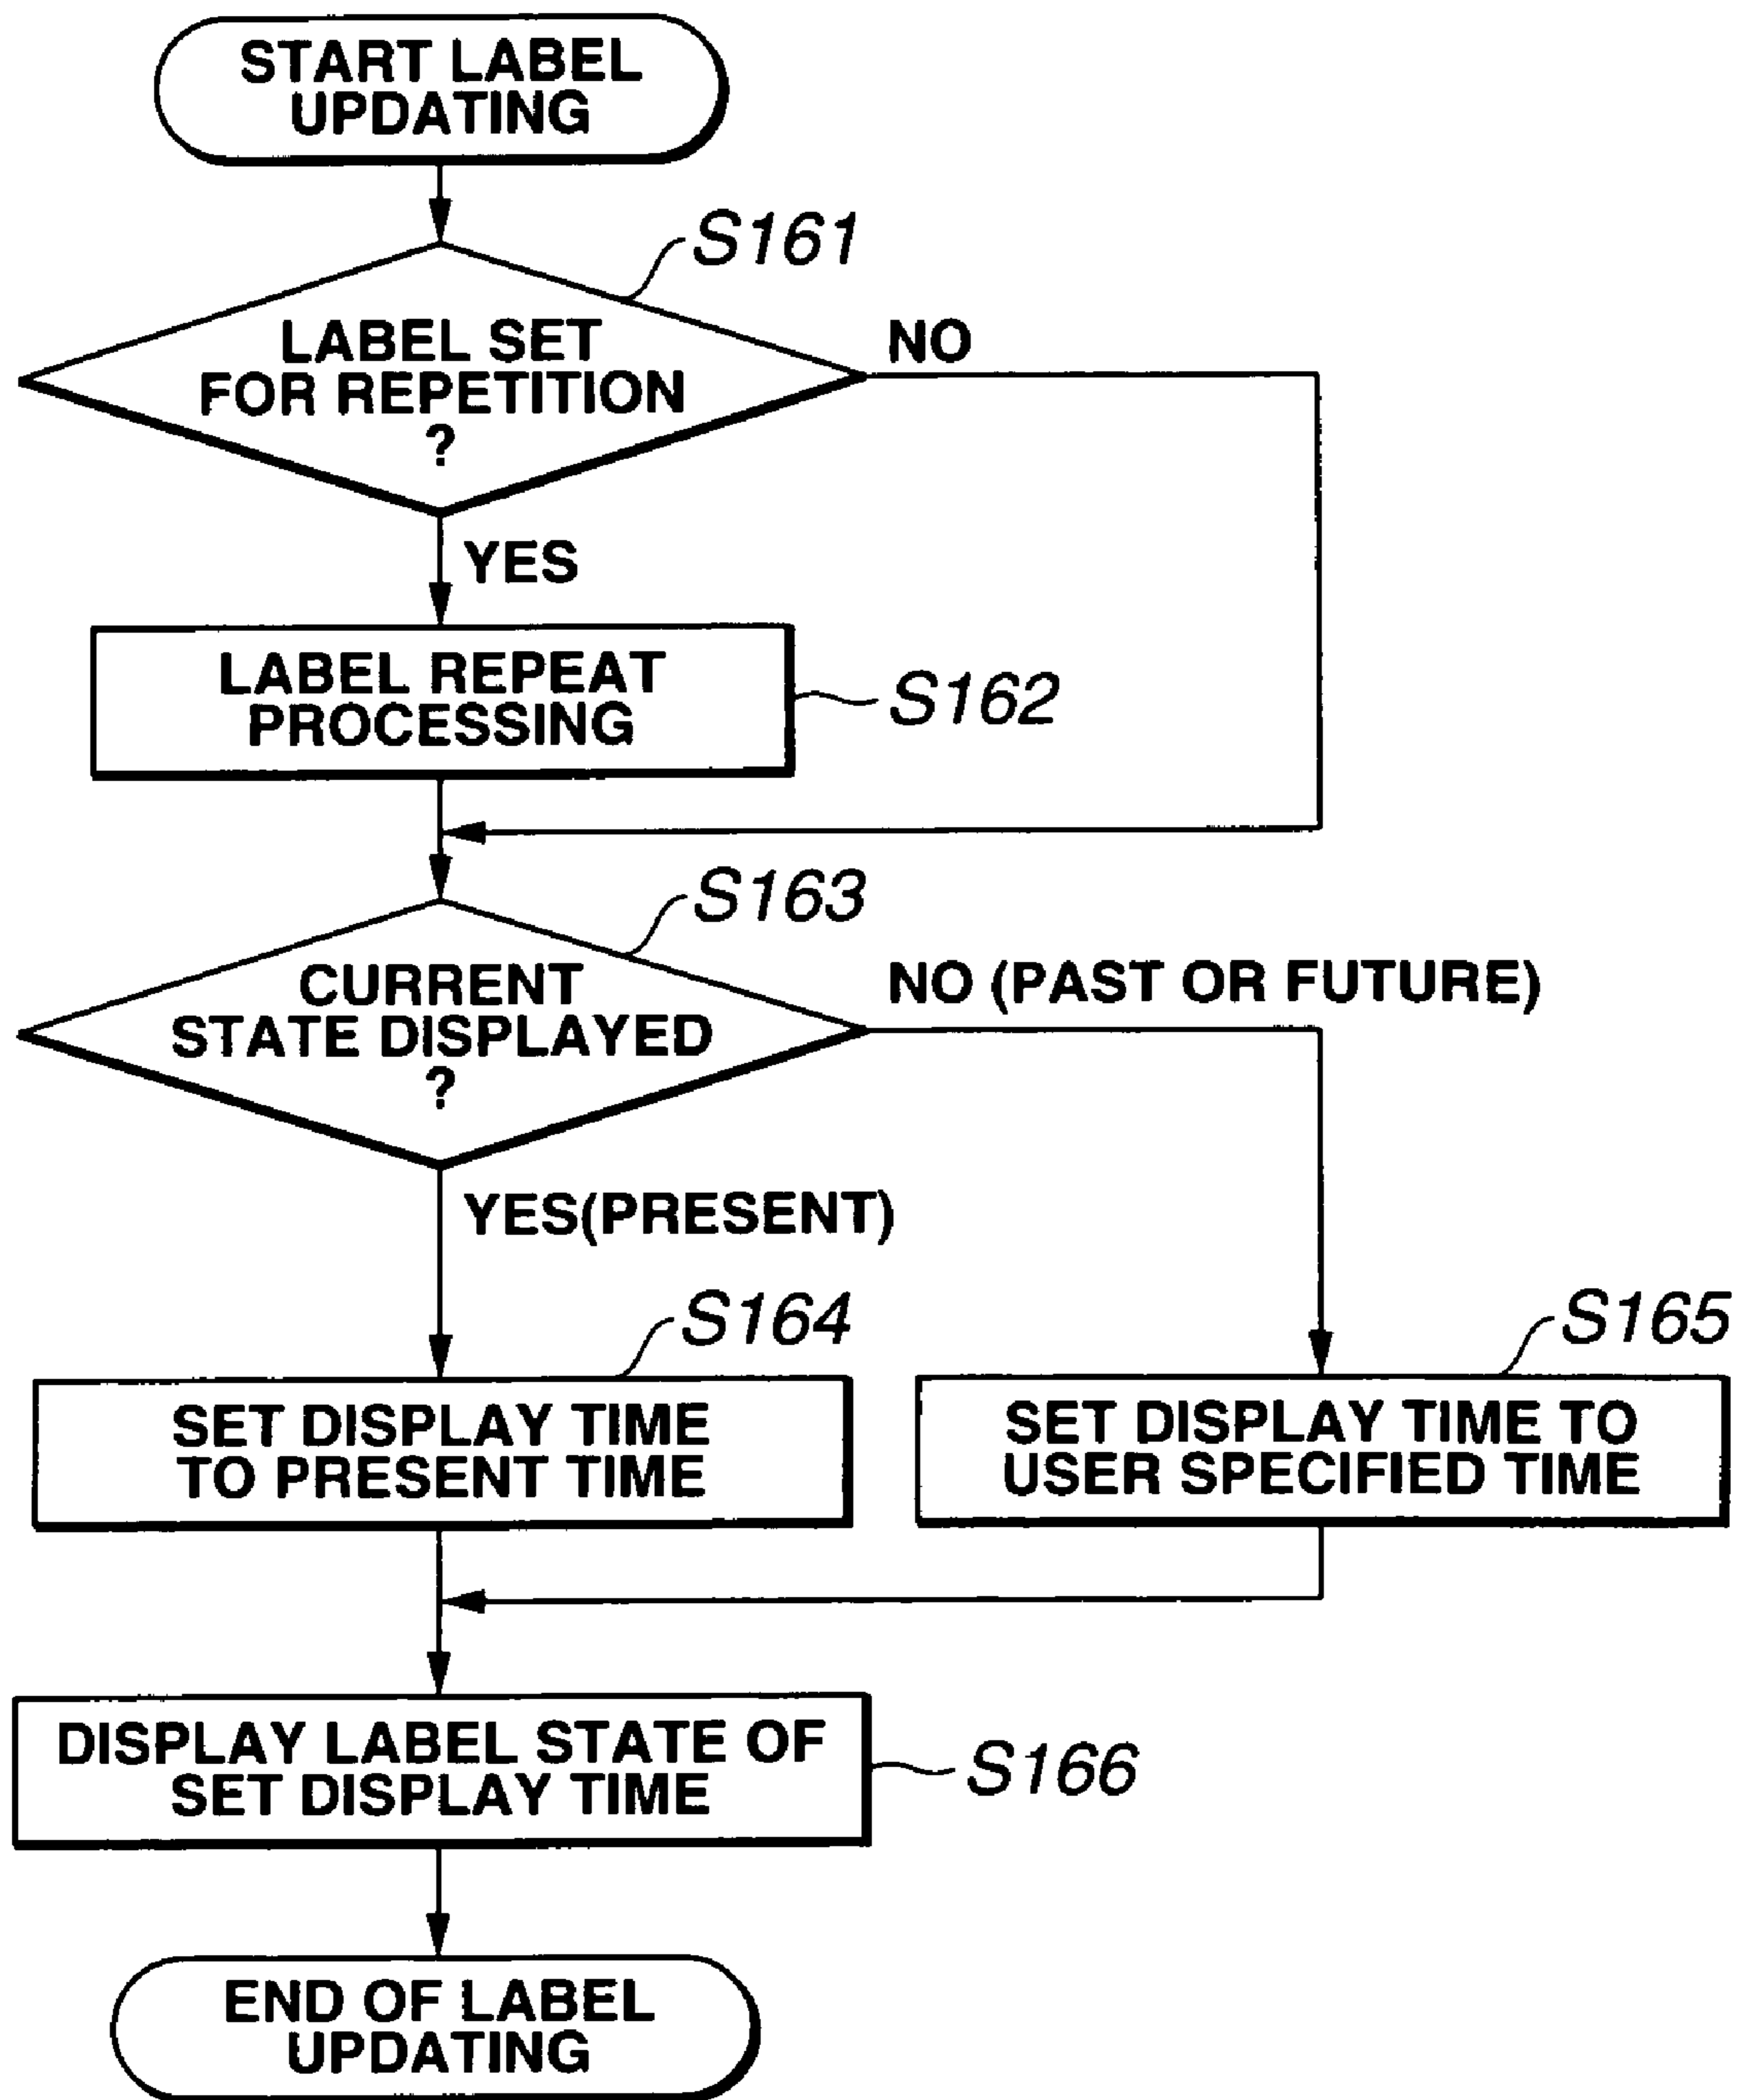 START LABEL
UPDATING
S161
LABEL SET
FOR REPETITION
?
NO
YES
LABEL REPEAT
PROCESSING
S162
S163
CURRENT
STATE DISPLAYED
?
NO (PAST OR FUTURE)
YES(PRESENT)
S164
S165
SET DISPLAY TIME
TO PRESENT TIME
SET DISPLAY TIME TO
USER SPECIFIED TIME
DISPLAY LABEL STATE OF
SET DISPLAY TIME
S166
END OF LABEL
UPDATING